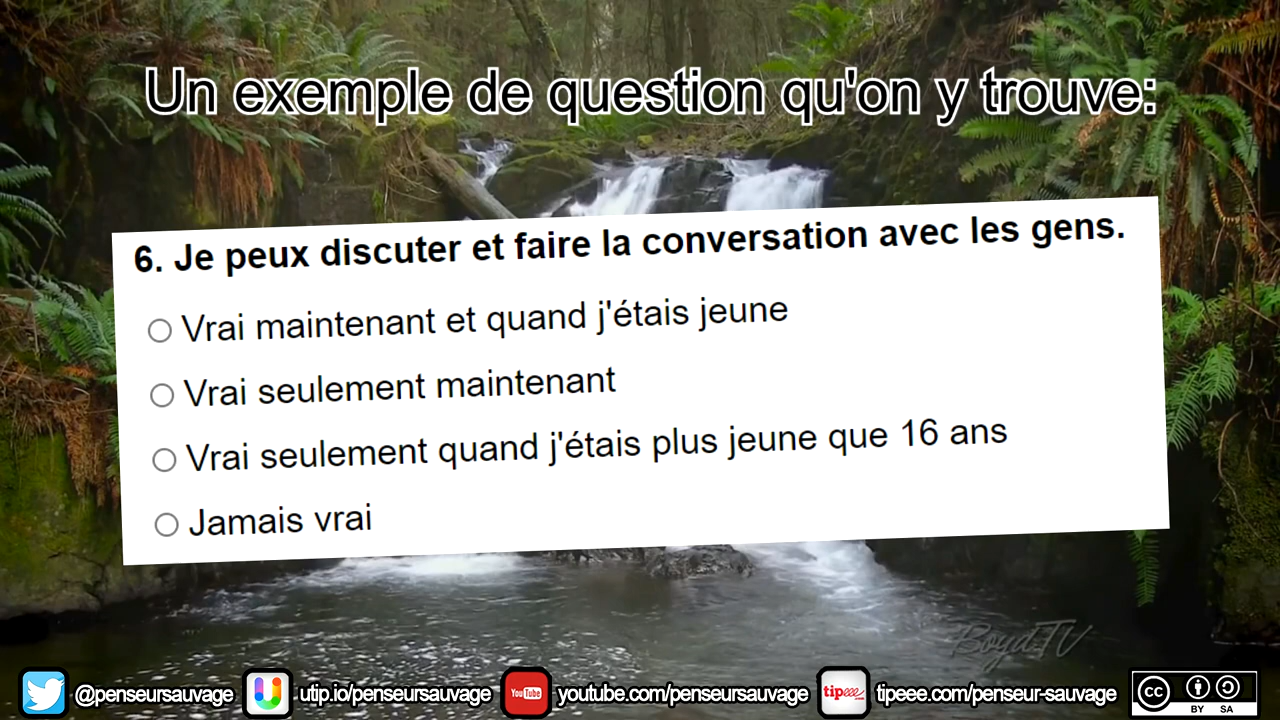 Un exemple de question qu'on y trouve:
6. Je peux discuter et faire la conversation avec les gens.
Vrai maintenant et quand j'étais jeune
Vrai seulement maintenant
Vrai seulement quand j'étais plus jeune que 16 ans
Jamais vrai
BoydTV
@penseursauvage
utip.io/penseursauvage
YouTube
youtube.com/penseursauvage
tipeee
tipeee.com/penseur-sauvage
cc
BY SA